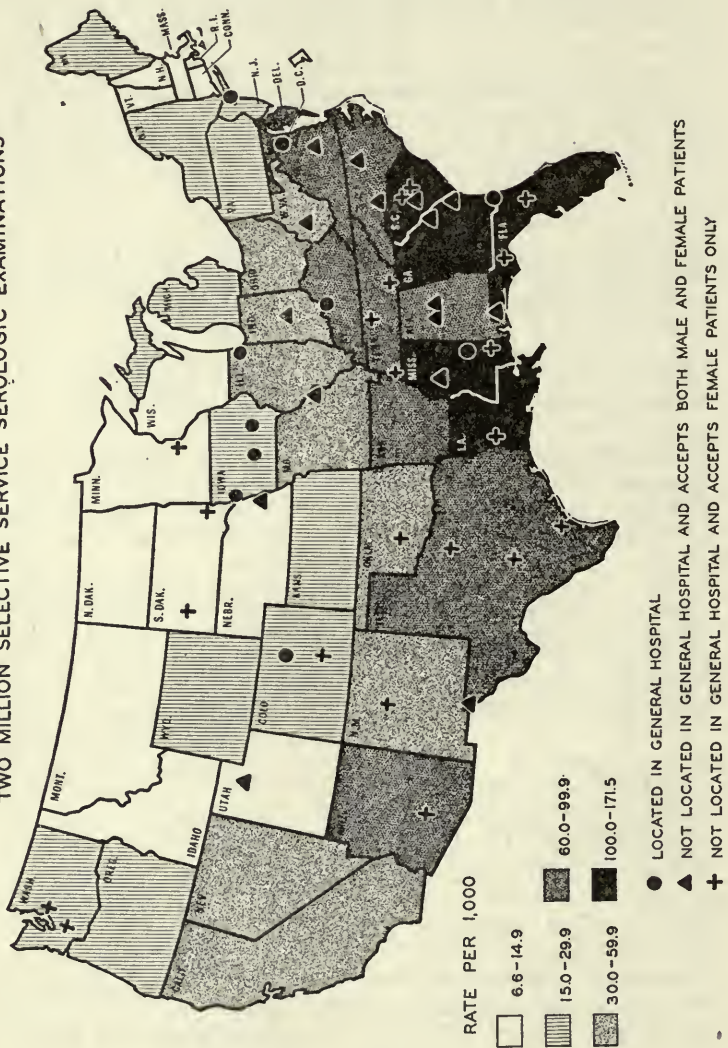 TWO MILLION SELECTIVE SERVICE SEROLOGIC EXAMINATIONS
WASH
OREG.
CALIF
NEV
IDAHO
MONT.
WYO.
UTAH
COLO
N.M.
N.DAK.
S.DAK.
NEBR.
KANS
OKLA.
MINN.
IOWA
MO
LA.
WIS.
ILL
MICH
IND
OHIO
TENN
MISS.
ALA
GA.
FLA.
S.C.
W.VA
PA
N.Y.
VT.
N.H.
ME
MASS.
R.I.
CONN.
N.J.
DEL.
D.C.
RATE PER 1,000
6.6-14.9
15.0-29.9
30.0-59.9
60.0-99.9
100.0-171.5
LOCATED IN GENERAL HOSPITAL
NOT LOCATED IN GENERAL HOSPITAL AND ACCEPTS BOTH MALE AND FEMALE PATIENTS
NOT LOCATED IN GENERAL HOSPITAL AND ACCEPTS FEMALE PATIENTS ONLY